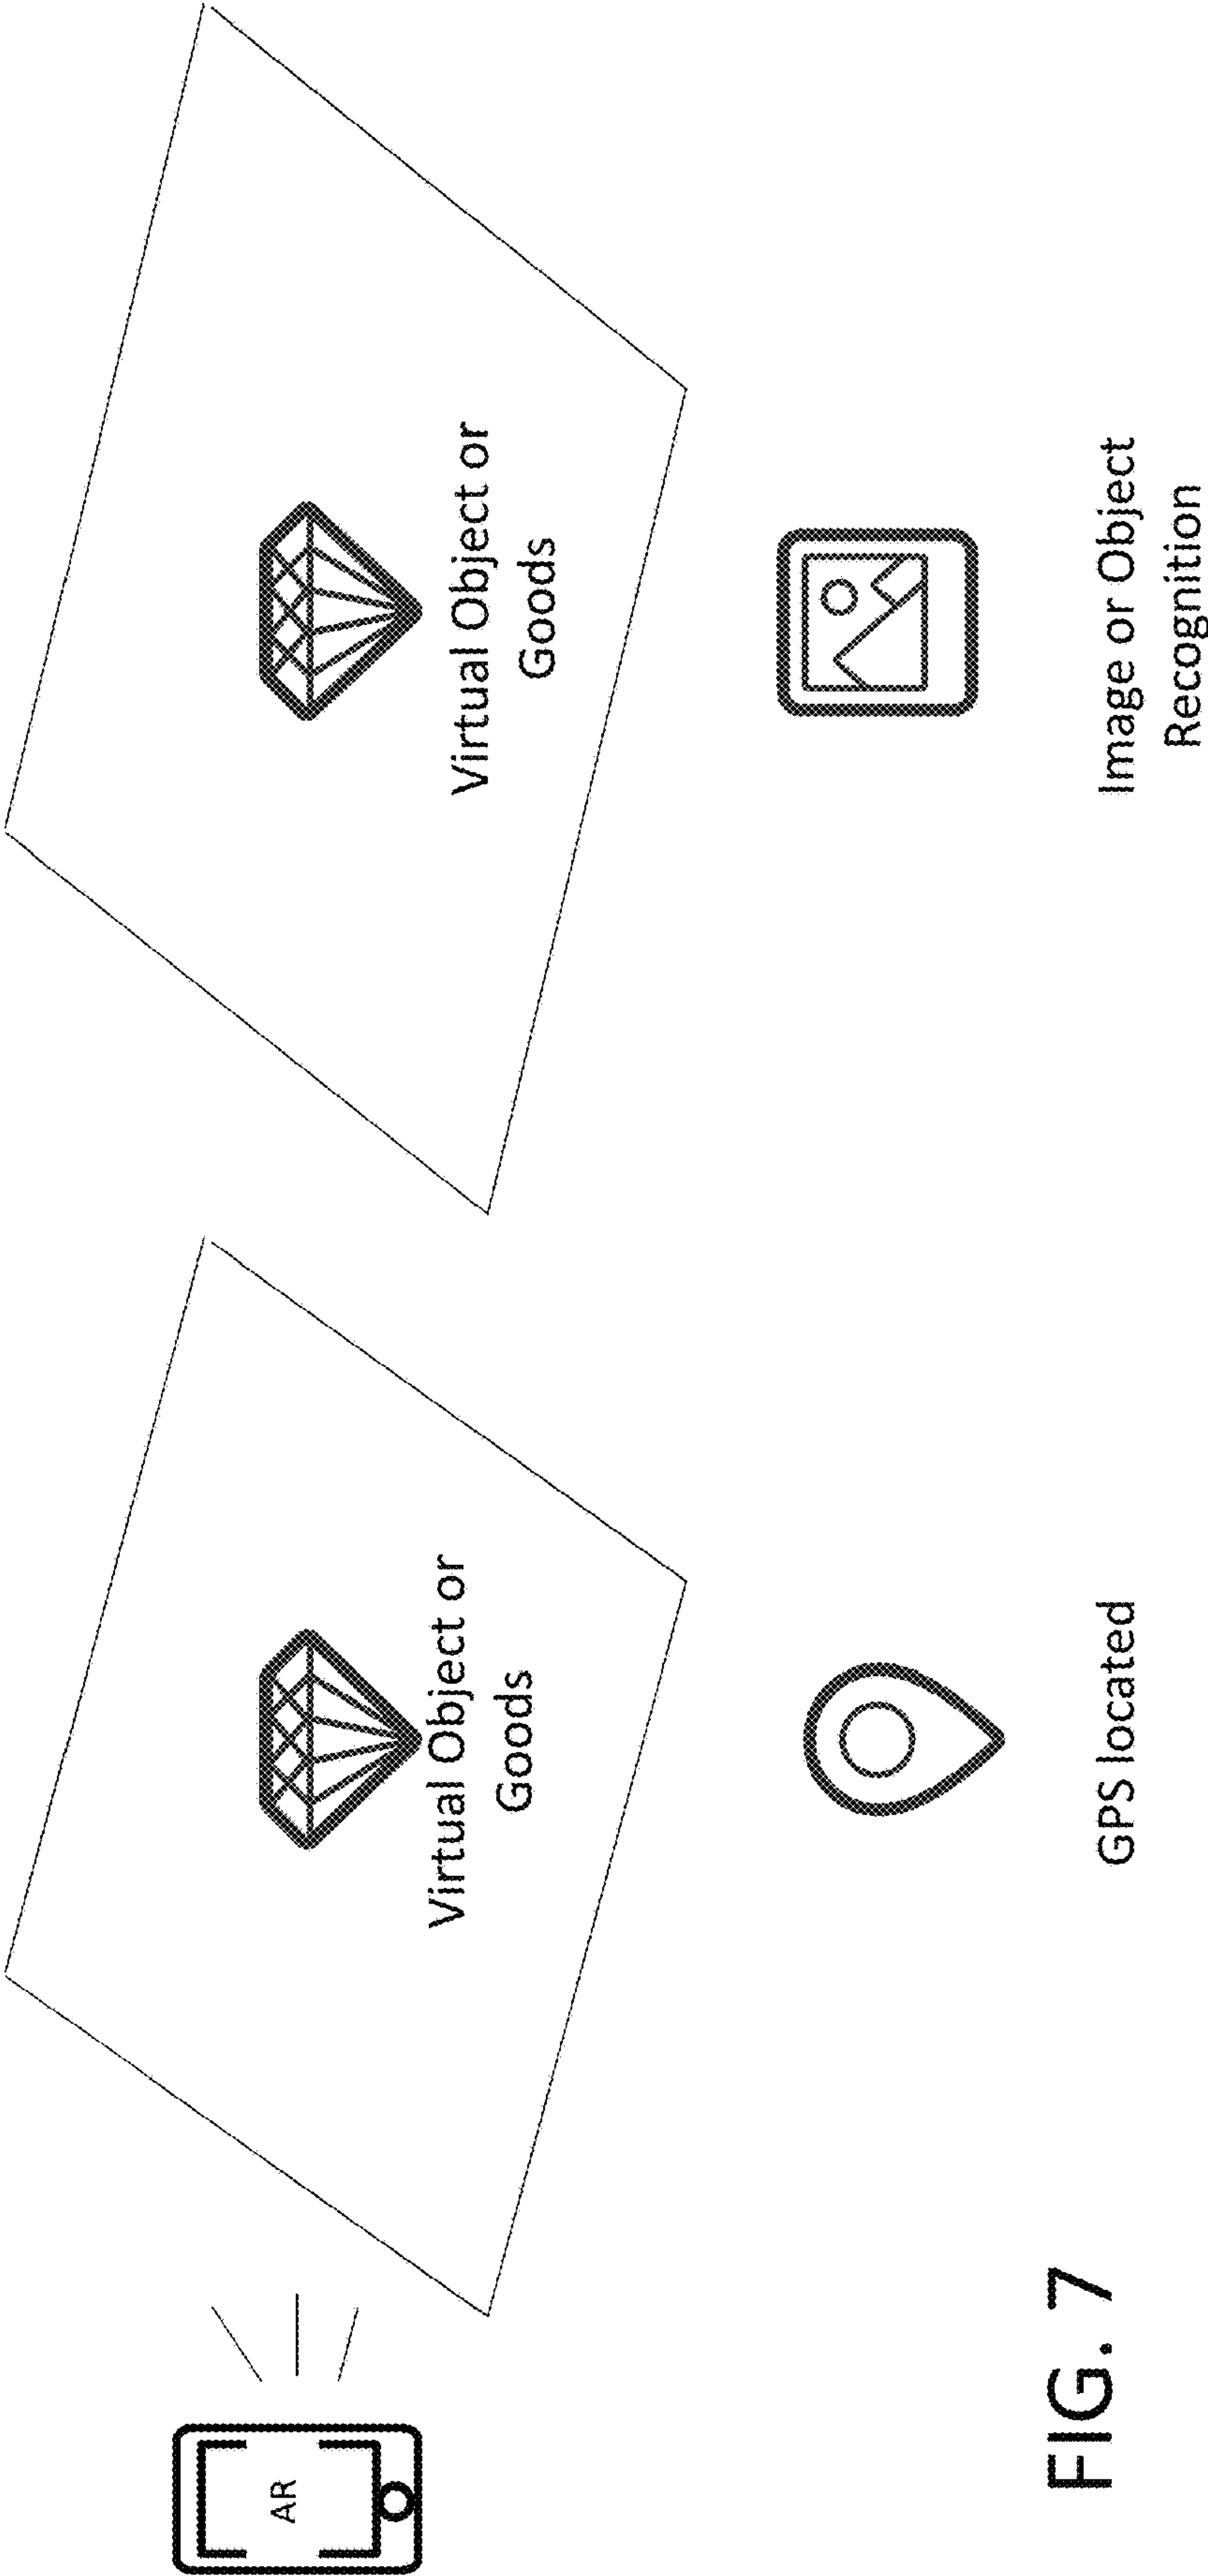 AR
Virtual Object or
Goods
Virtual Object or
Goods
GPS located
Image or Object
Recognition
FIG. 7